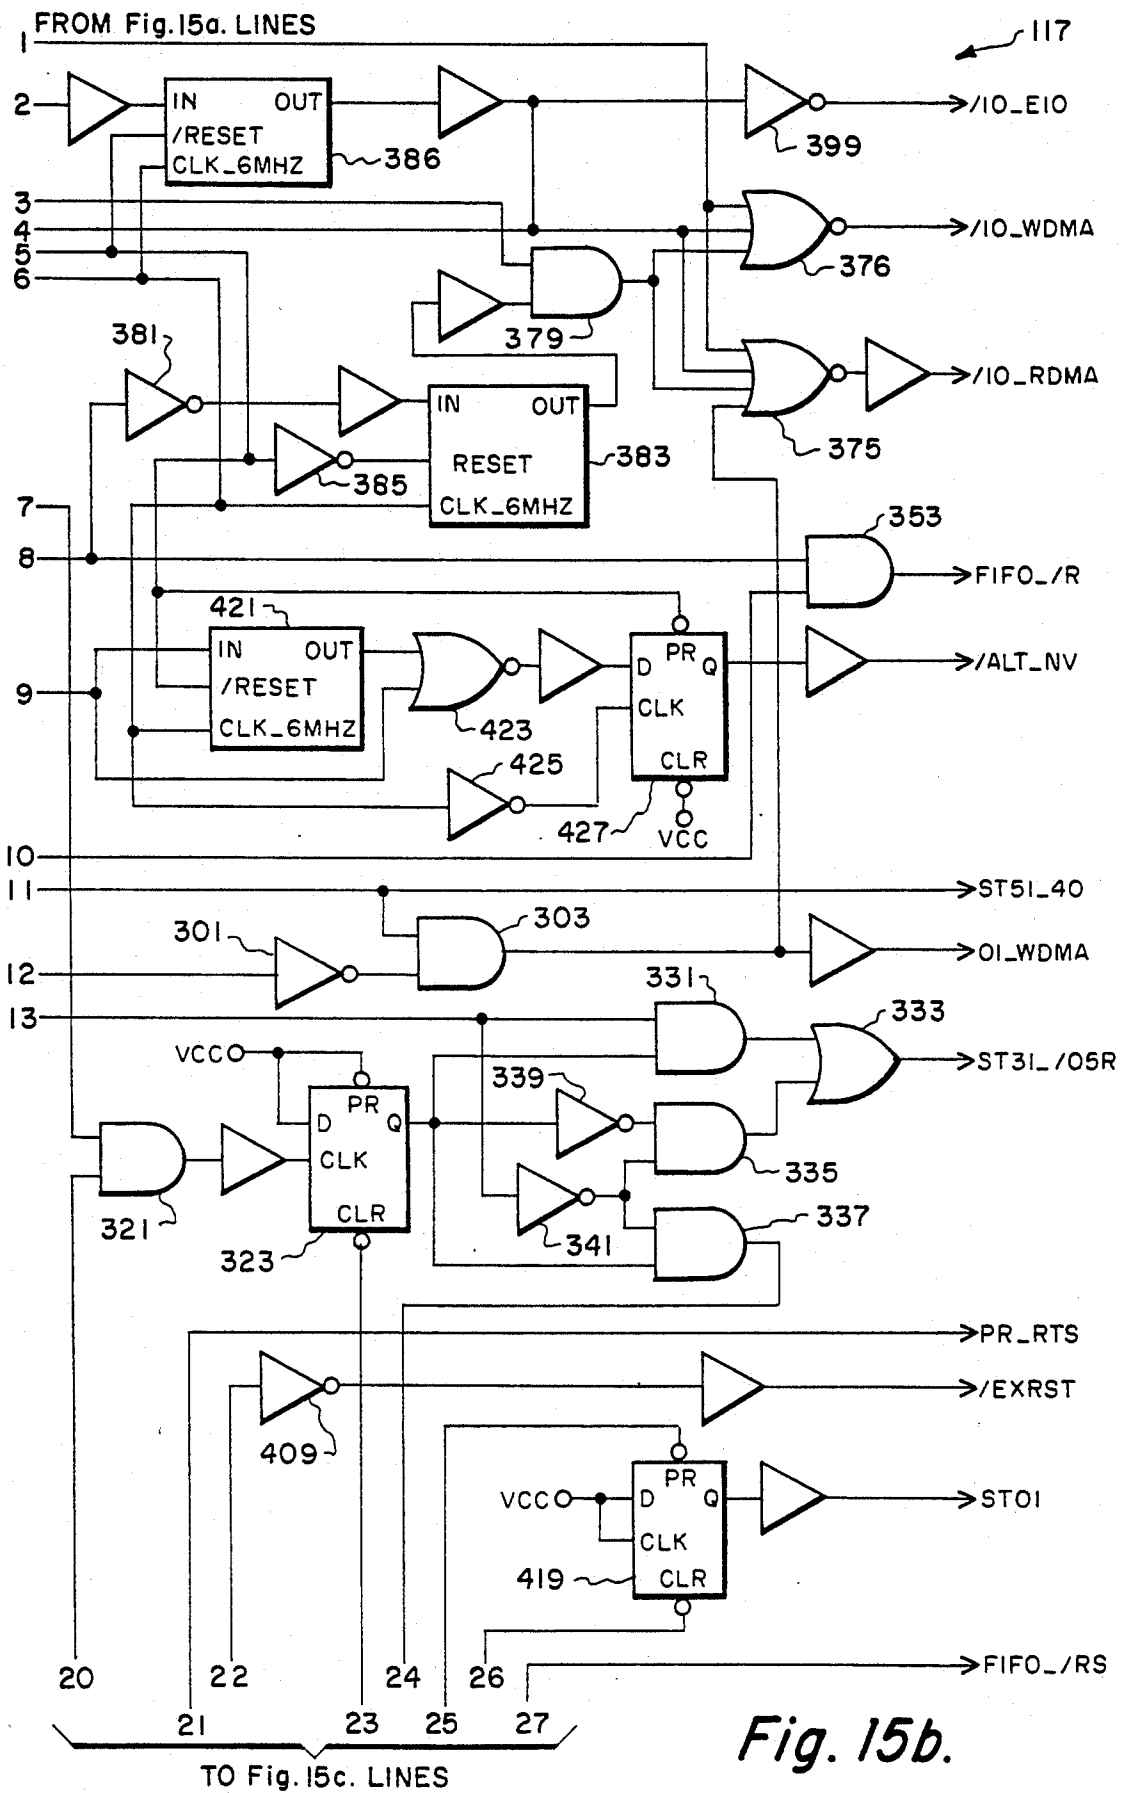 FROM Fig.15a. LINES
117
1
2
IN OUT
/RESET
CLK_6MHZ
386
399
/IO_EIO
3
4
5
6
/IO_WDMA
376
379
381
IN OUT
RESET
CLK_6MHZ
383
385
/IO_RDMA
375
7
8
353
FIFO_/R
421
IN OUT
/RESET
CLK_6MHZ
9
423
PR
D Q
CLK
CLR
427
VCC
425
/ALT_NV
10
11
ST51_40
301
303
12
OI_WDMA
13
331
333
ST31_/05R
VCC
PR
D Q
CLK
CLR
323
339
335
341
337
321
PR_RTS
409
/EXRST
VCC
PR
D Q
CLK
CLR
419
ST01
FIFO_/RS
20
21
22
23
24
25
26
27
TO Fig.15c. LINES
Fig. 15b.